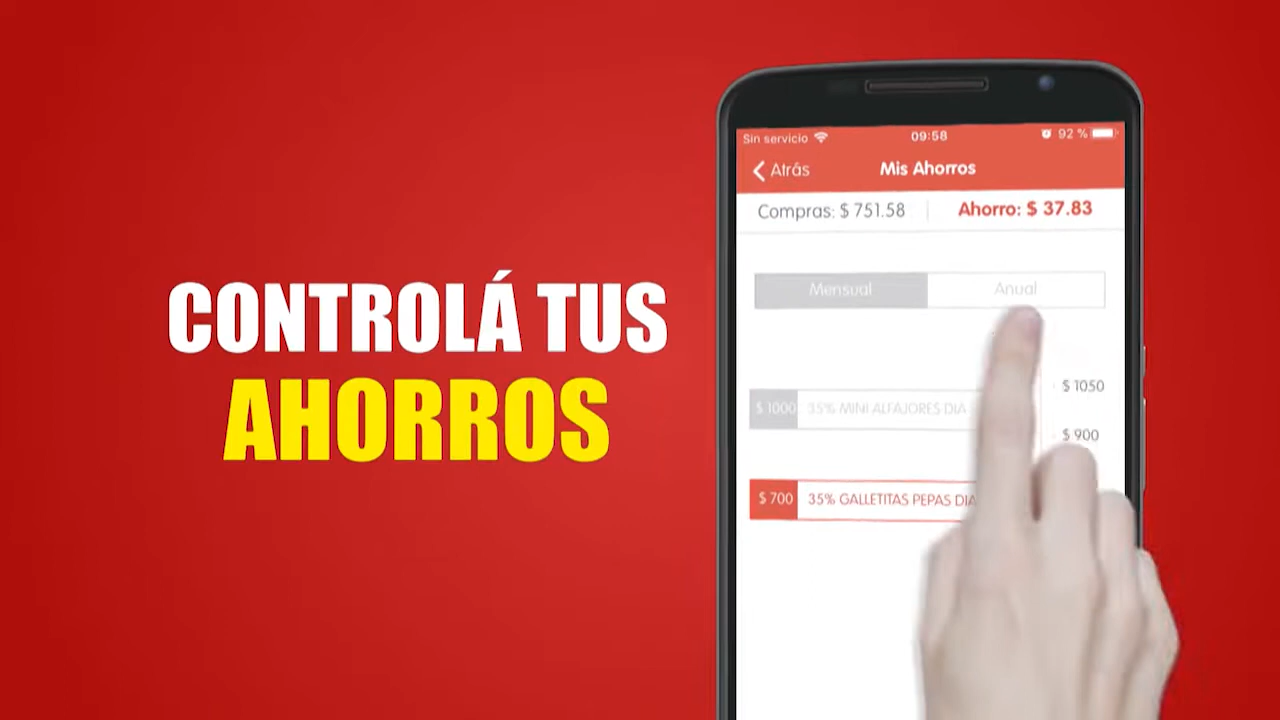 CONTROLÁ TUS
AHORROS
Sin servicio 09:58 92 %
Atrás Mis Ahorros
Compras: $ 751.58 Ahorro: $ 37.83
Mensual Anual
$ 1050
$ 1000 35% MINI ALFAJORES DIA
$ 900
$ 700 35% GALLETITAS PEPAS DIA